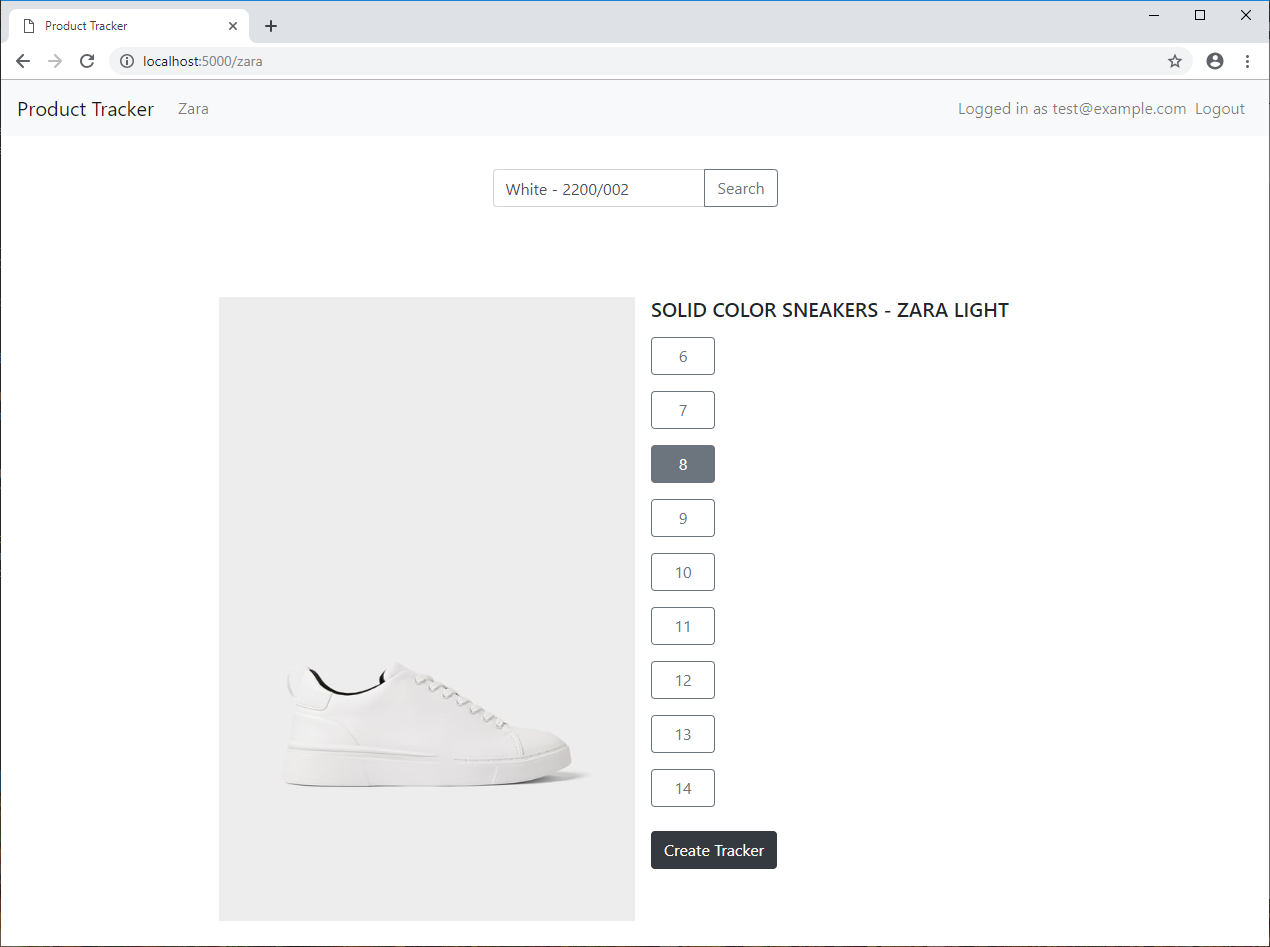 Product Tracker
localhost:5000/zara
Product Tracker Zara Logged in as test@example.com Logout
White - 2200/002 Search
SOLID COLOR SNEAKERS - ZARA LIGHT
6
7
8
9
10
11
12
13
14
Create Tracker